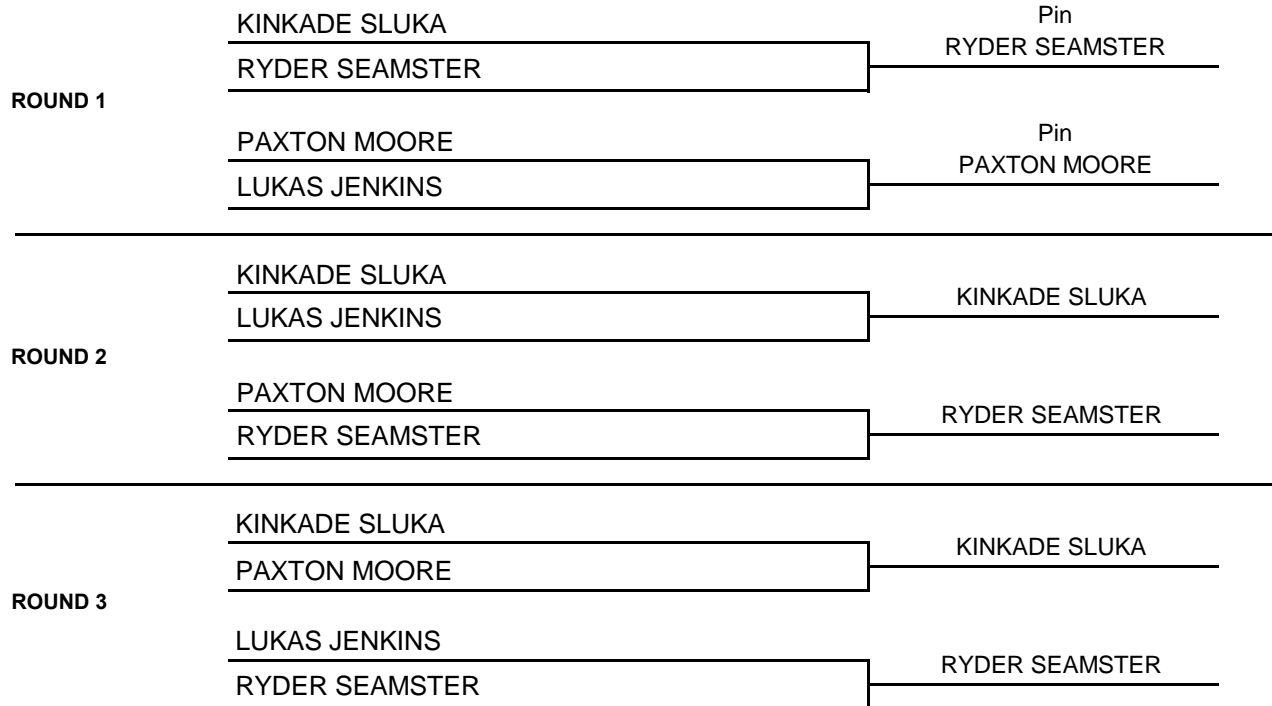 KINKADE SLUKA
Pin
RYDER SEAMSTER
RYDER SEAMSTER
ROUND 1
PAXTON MOORE
Pin
PAXTON MOORE
LUKAS JENKINS
KINKADE SLUKA
KINKADE SLUKA
LUKAS JENKINS
ROUND 2
PAXTON MOORE
RYDER SEAMSTER
RYDER SEAMSTER
KINKADE SLUKA
KINKADE SLUKA
PAXTON MOORE
ROUND 3
LUKAS JENKINS
RYDER SEAMSTER
RYDER SEAMSTER